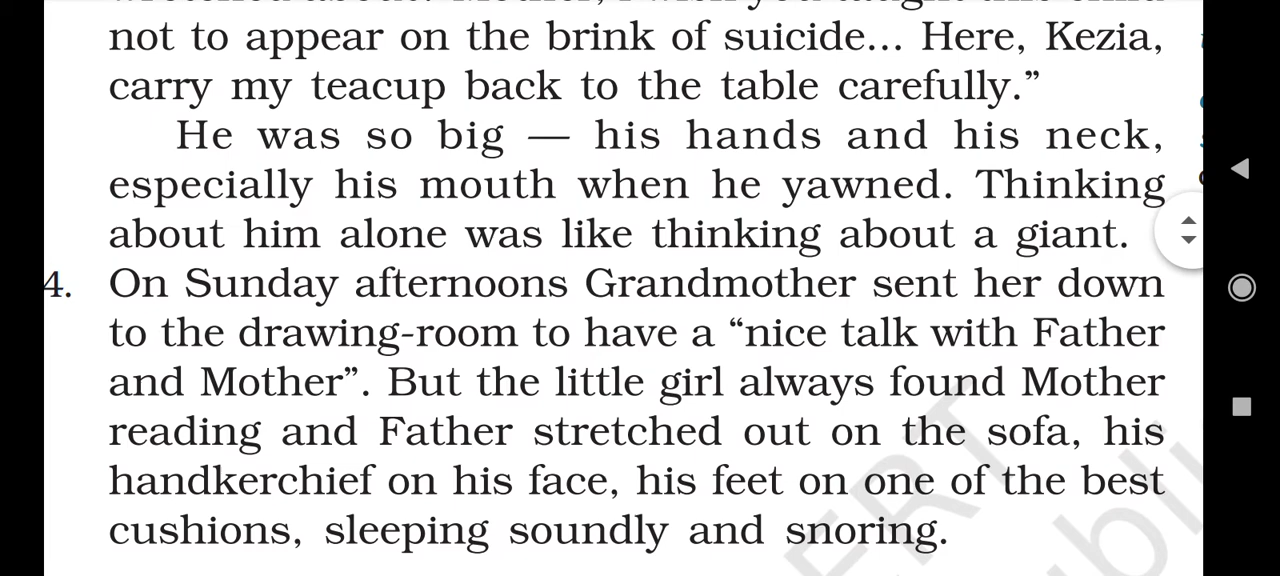 not to appear on the brink of suicide... Here, Kezia,
carry my teacup back to the table carefully.”
He was so big — his hands and his neck,
especially his mouth when he yawned. Thinking
about him alone was like thinking about a giant.
4. On Sunday afternoons Grandmother sent her down
to the drawing-room to have a “nice talk with Father
and Mother”. But the little girl always found Mother
reading and Father stretched out on the sofa, his
handkerchief on his face, his feet on one of the best
cushions, sleeping soundly and snoring.